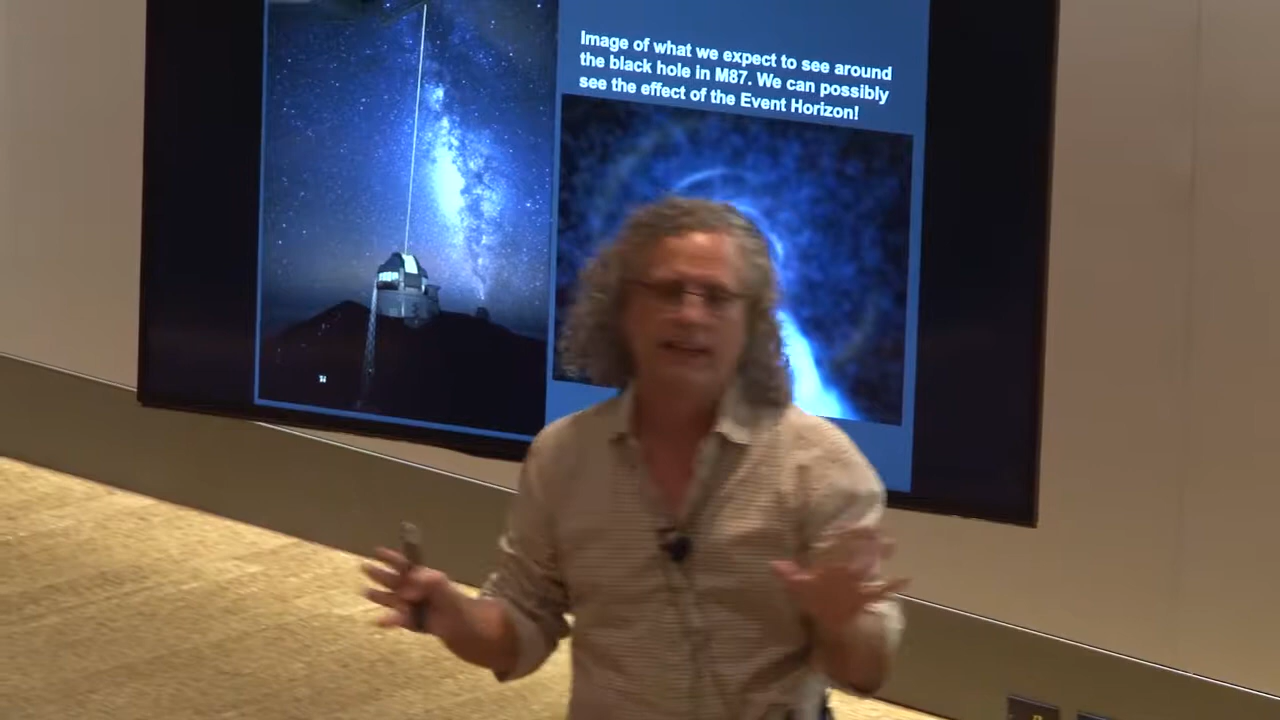 Image of what we expect to see around
the black hole in M87. We can possibly
see the effect of the Event Horizon!